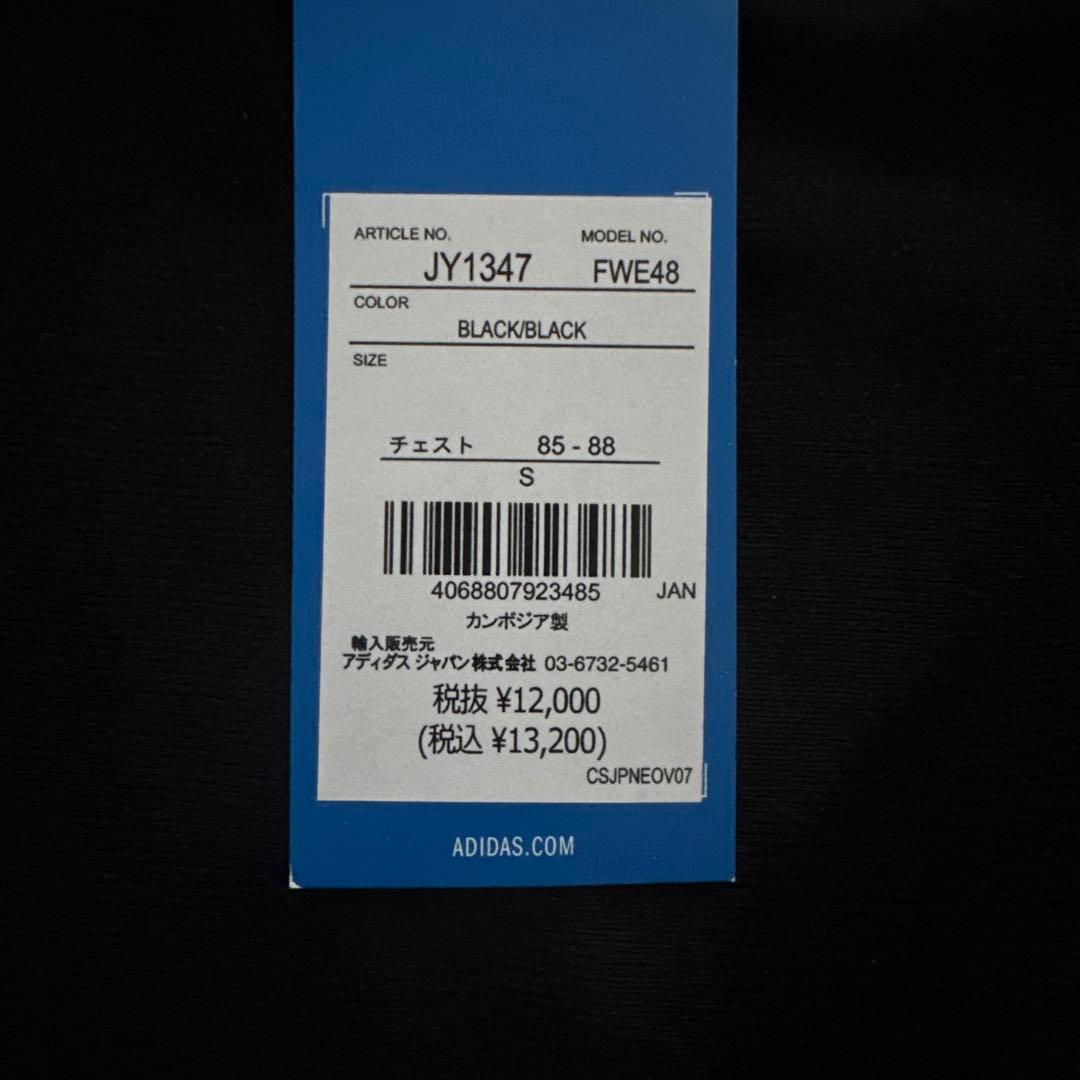 ARTICLE NO. MODEL NO.
JY1347 FWE48
COLOR
BLACK/BLACK
SIZE
チェスト 85 - 88
S
4068807923485 JAN
カンボジア製
輸入販売元
アディダス ジャパン株式会社 03-6732-5461
税抜 ¥12,000
(税込 ¥13,200)
CSJPNEOV07
ADIDAS.COM